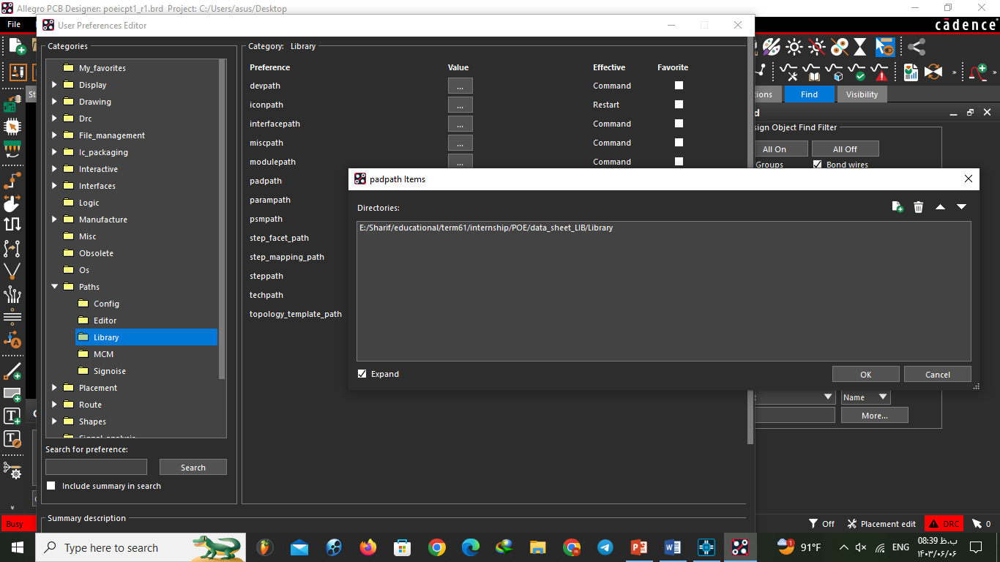 Allegro PCB Designer: poeicpt1_r1.brd Project: C:/Users/asus/Desktop
File
cādence®
User Preferences Editor
Categories
My_favorites
Display
Drawing
Drc
File_management
Ic_packaging
Interactive
Interfaces
Logic
Manufacture
Misc
Obsolete
Os
Paths
Config
Editor
Library
MCM
Signoise
Placement
Route
Shapes
Search for preference:
Search
Include summary in search
Category: Library
Preference Value Effective Favorite
devpath ... Command
iconpath ... Restart
interfacepath ... Command
miscpath ... Command
modulepath ... Command
padpath
parampath
psmpath
step_facet_path
step_mapping_path
steppath
techpath
topology_template_path
Summary description
padpath Items
Directories:
E:/Sharif/educational/term61/internship/POE/data_sheet_LIB/Library
Expand
OK Cancel
Find Visibility
Object Find Filter
All On All Off
Groups Bond wires
Name
More...
Busy
Off Placement edit DRC 0
Type here to search
91°F ENG
08:39 ب.ظ
۱۴۰۳/۰۶/۰۶